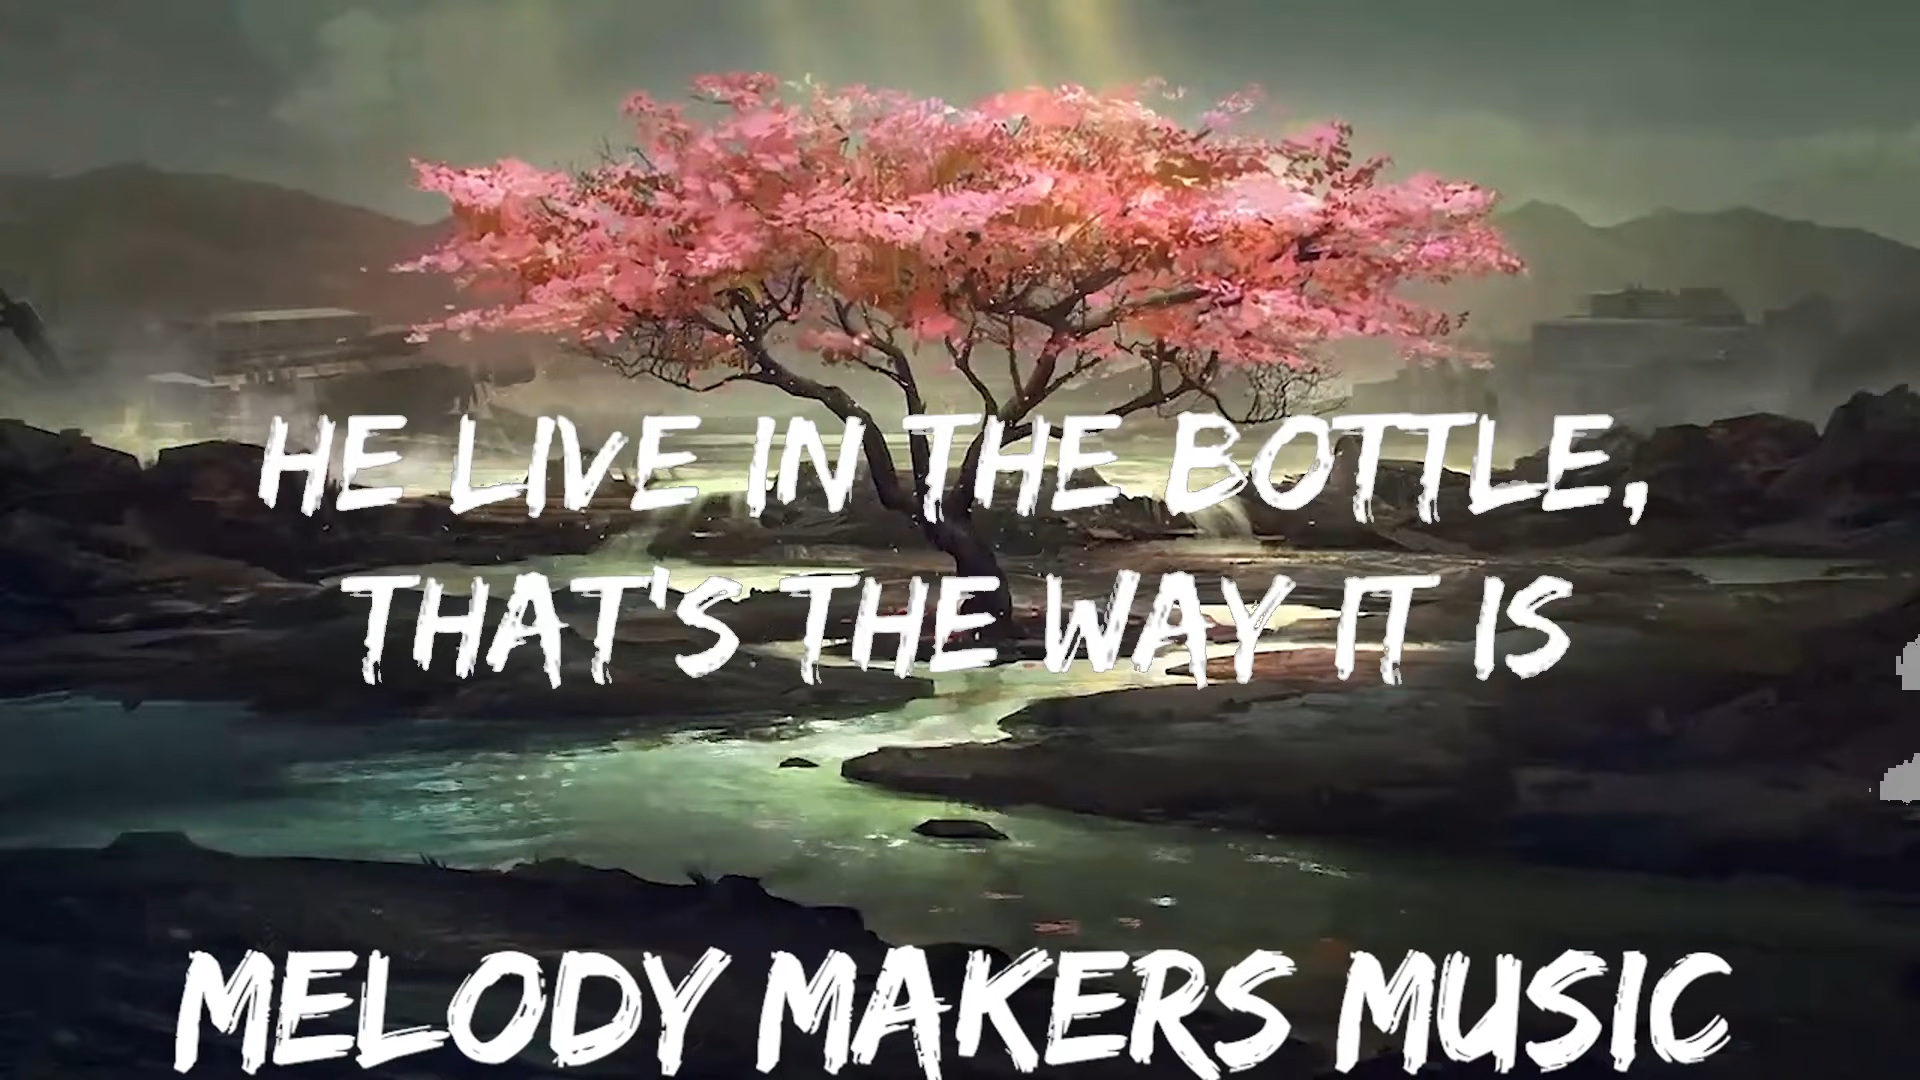 HE LIVE IN THE BOTTLE,
THAT'S THE WAY IT IS
MELODY MAKERS MUSIC